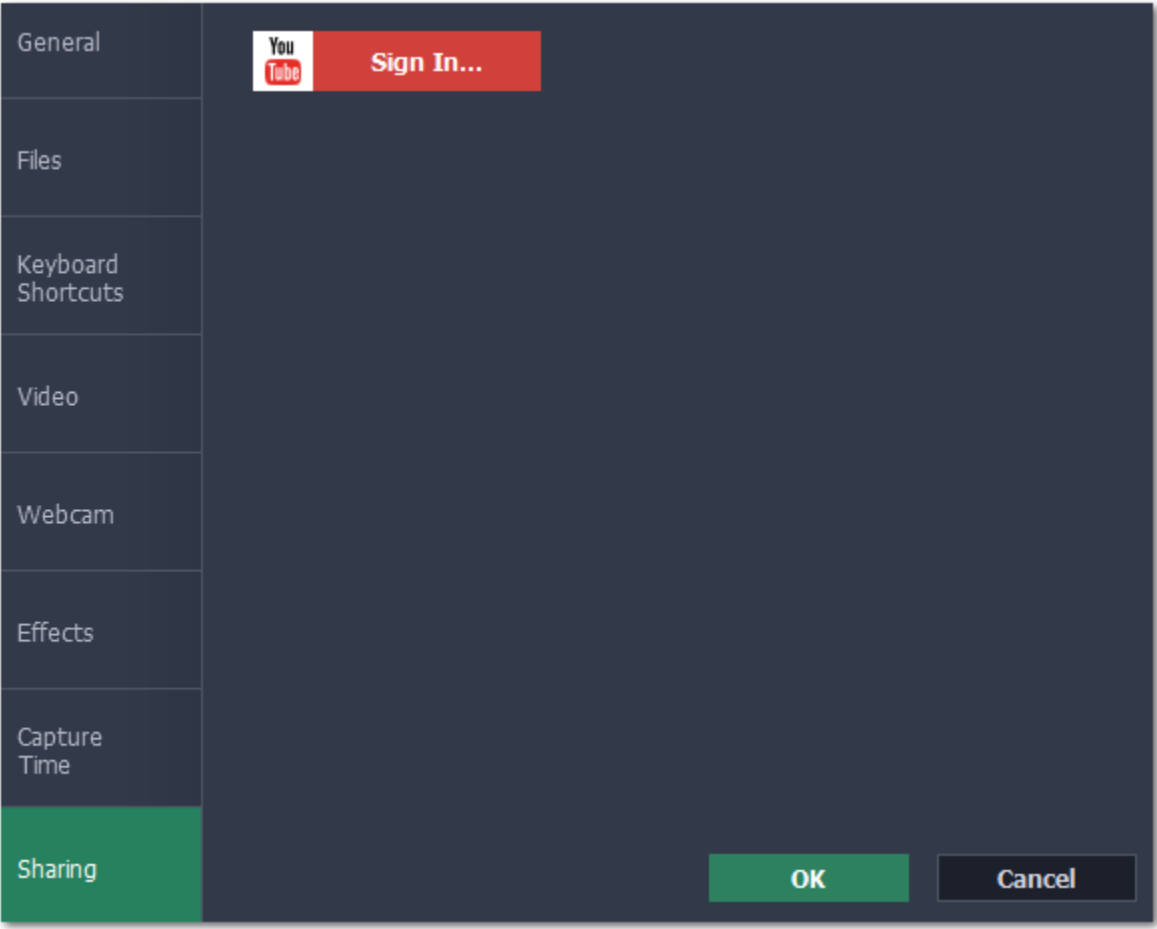 General
Files
Keyboard
Shortcuts
Video
Webcam
Effects
Capture
Time
Sharing
You
Tube
Sign In...
OK
Cancel